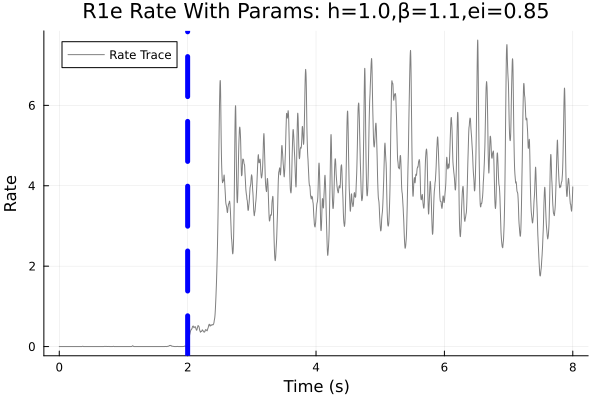 R1e Rate With Params: h=1.0,β=1.1,ei=0.85
Rate Trace
6
4
2
0
Rate
0 2 4 6 8
Time (s)